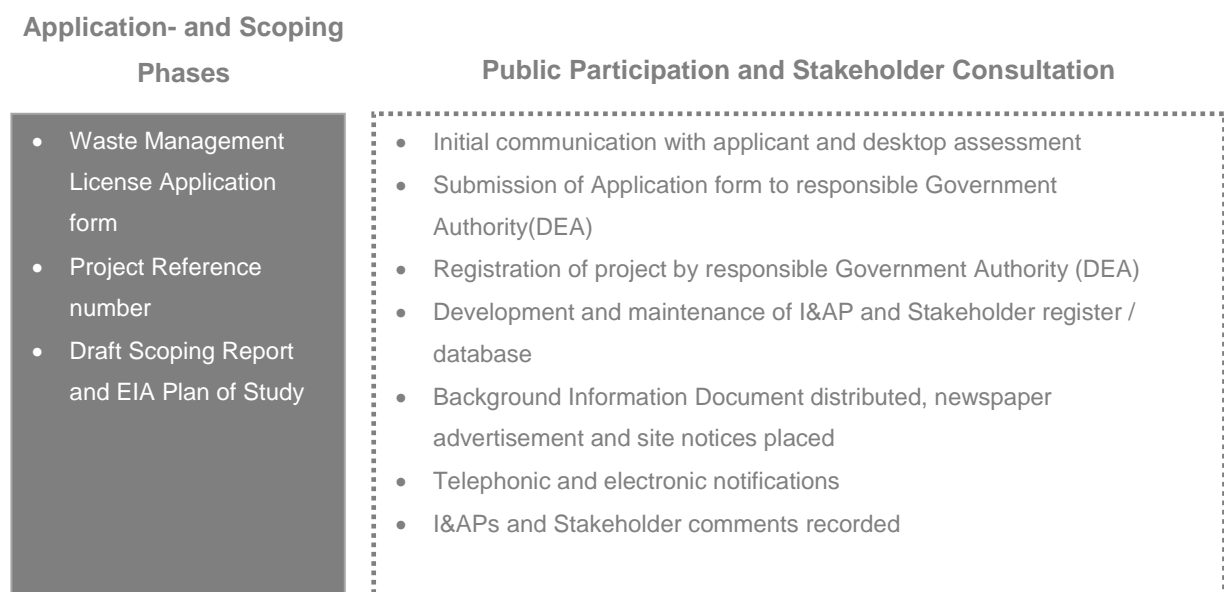 Application- and Scoping
Phases
Public Participation and Stakeholder Consultation
• Waste Management
License Application
form
• Project Reference
number
• Draft Scoping Report
and EIA Plan of Study
• Initial communication with applicant and desktop assessment
• Submission of Application form to responsible Government
Authority(DEA)
• Registration of project by responsible Government Authority (DEA)
• Development and maintenance of I&AP and Stakeholder register /
database
• Background Information Document distributed, newspaper
advertisement and site notices placed
• Telephonic and electronic notifications
• I&APs and Stakeholder comments recorded